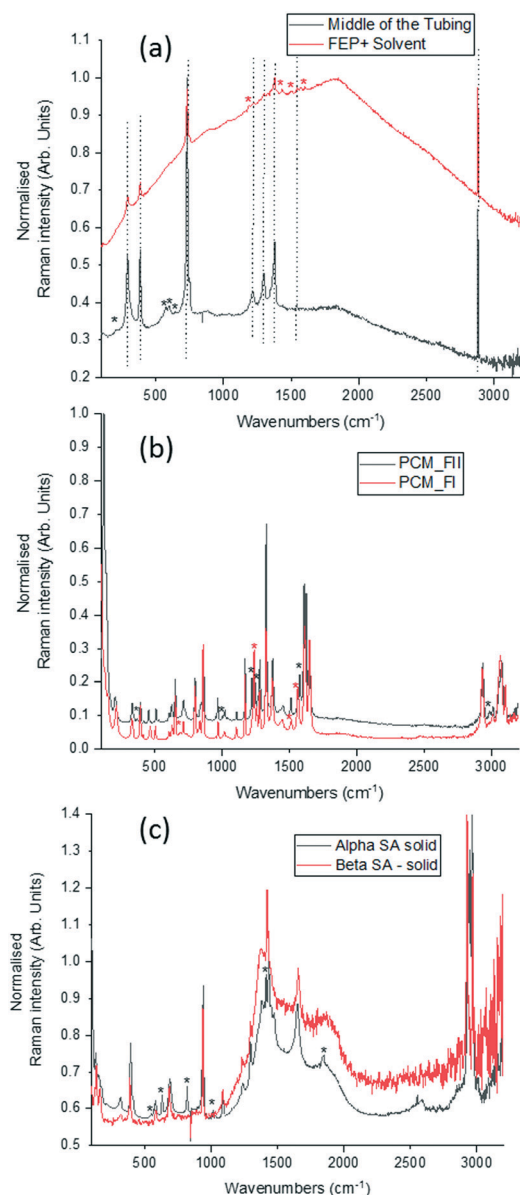 (a)
Middle of the Tubing
FEP+ Solvent
1.1
1.0
0.9
0.8
0.7
0.6
0.5
0.4
0.3
0.2
Normalised
Raman intensity (Arb. Units)
*
*
*
*
*
*
*
*
*
500 1000 1500 2000 2500 3000
Wavenumbers (cm-1)
(b)
PCM_FII
PCM_FI
1.0
0.9
0.8
0.7
0.6
0.5
0.4
0.3
0.2
0.1
0.0
Normalised
Raman intensity (Arb. Units)
*
*
*
*
*
*
*
*
*
*
*
500 1000 1500 2000 2500 3000
Wavenumbers (cm-1)
(c)
Alpha SA solid
Beta SA - solid
1.4
1.3
1.2
1.1
1.0
0.9
0.8
0.7
0.6
0.5
Normalised
Raman intensity (Arb. Units)
*
*
*
*
*
*
500 1000 1500 2000 2500 3000
Wavenumbers (cm-1)